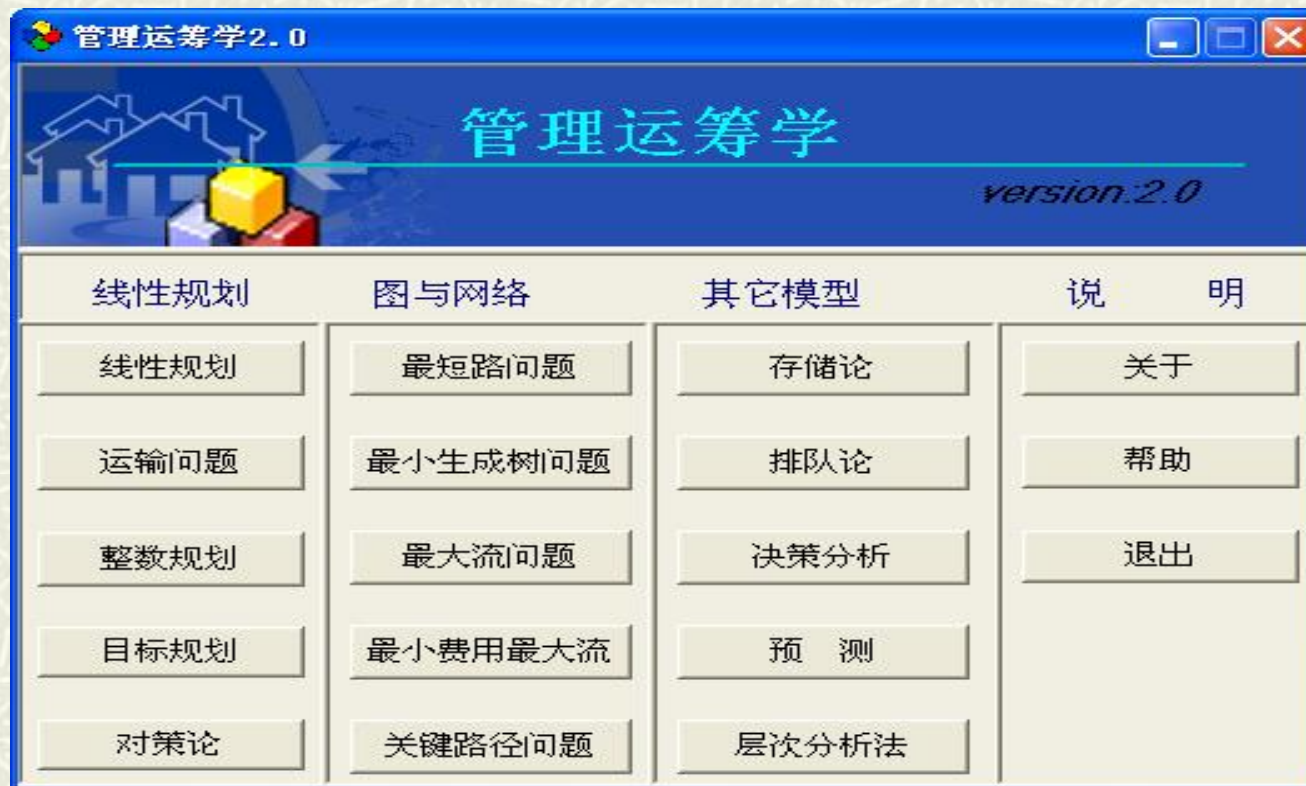 管理运筹学2.0
管理运筹学
version:2.0
线性规划 图与网络 其它模型 说 明
线性规划 最短路问题 存储论 关于
运输问题 最小生成树问题 排队论 帮助
整数规划 最大流问题 决策分析 退出
目标规划 最小费用最大流 预 测
对策论 关键路径问题 层次分析法